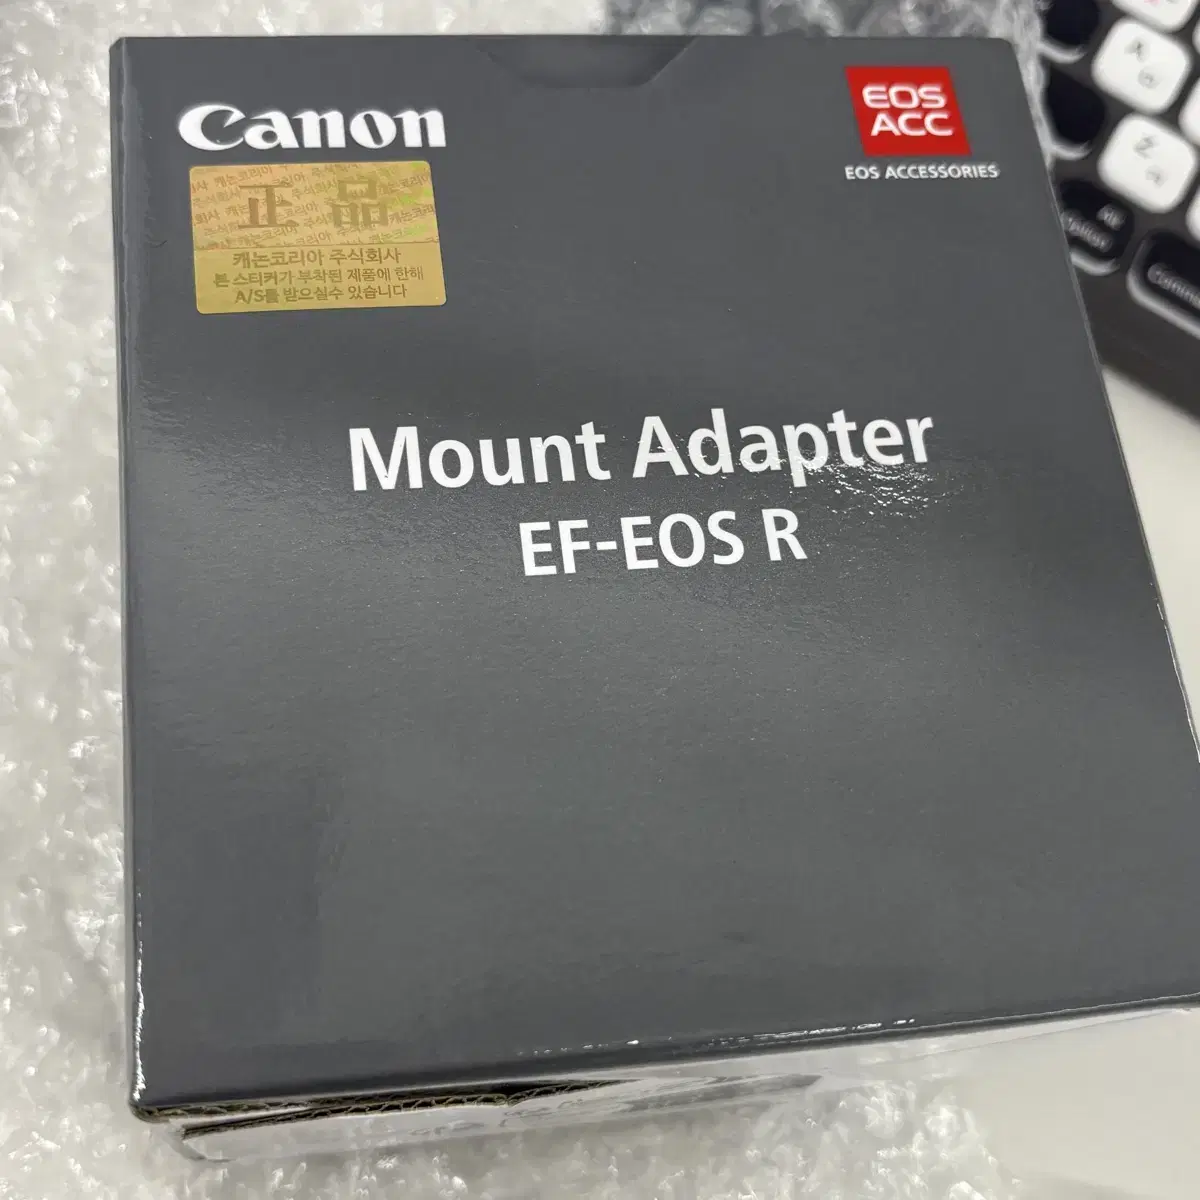 Canon
EOS
ACC
EOS ACCESSORIES
正品
캐논코리아 주식회사
본 스티커가 부착된 제품에 한해
A/S를 받으실수 있습니다
Mount Adapter
EF-EOS R
A
Z